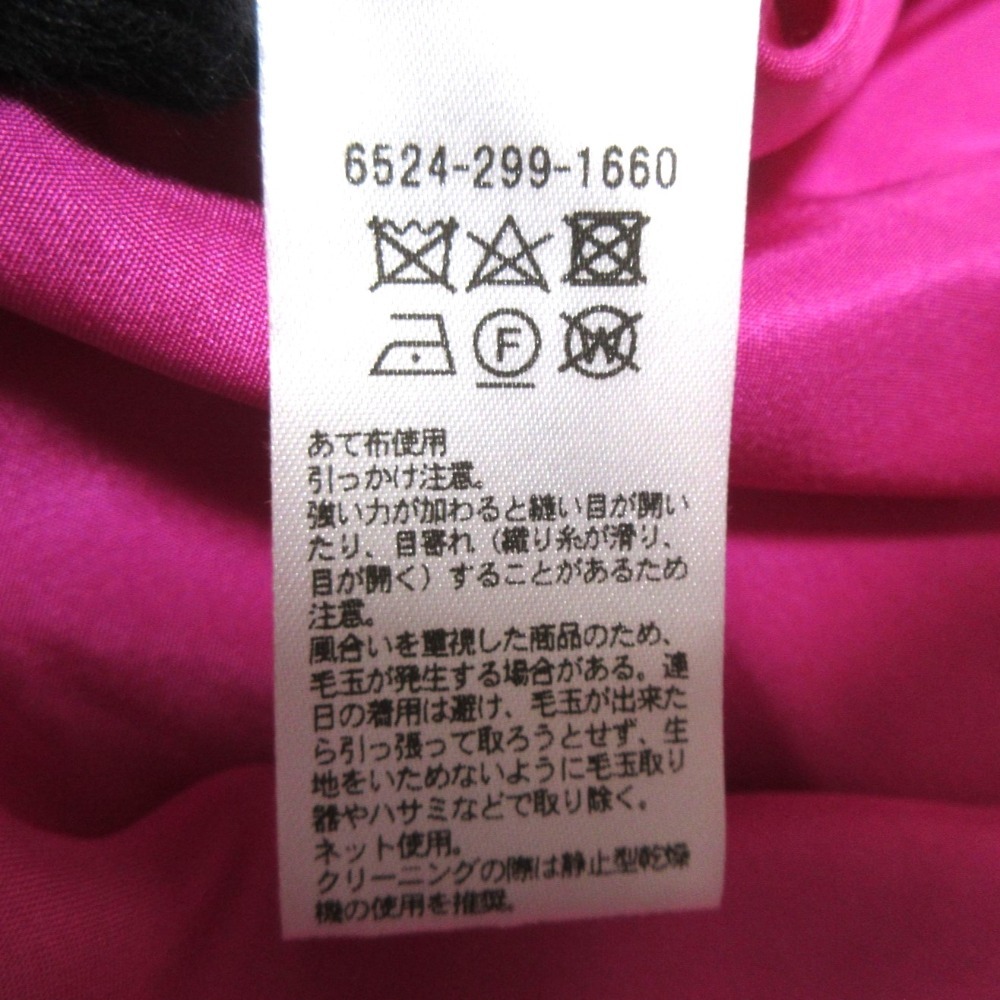 6524-299-1660
F
W
あて布使用
引っかけ注意。
強い力が加わると縫い目が開い
たり、目寄れ（織り糸が滑り、
目が開く）することがあるため
注意。
風合いを重視した商品のため、
毛玉が発生する場合がある。連
日の着用は避け、毛玉が出来た
ら引っ張って取ろうとせず、生
地をいためないように毛玉取り
器やハサミなどで取り除く。
ネット使用。
クリーニングの際は静止型乾燥
機の使用を推奨。